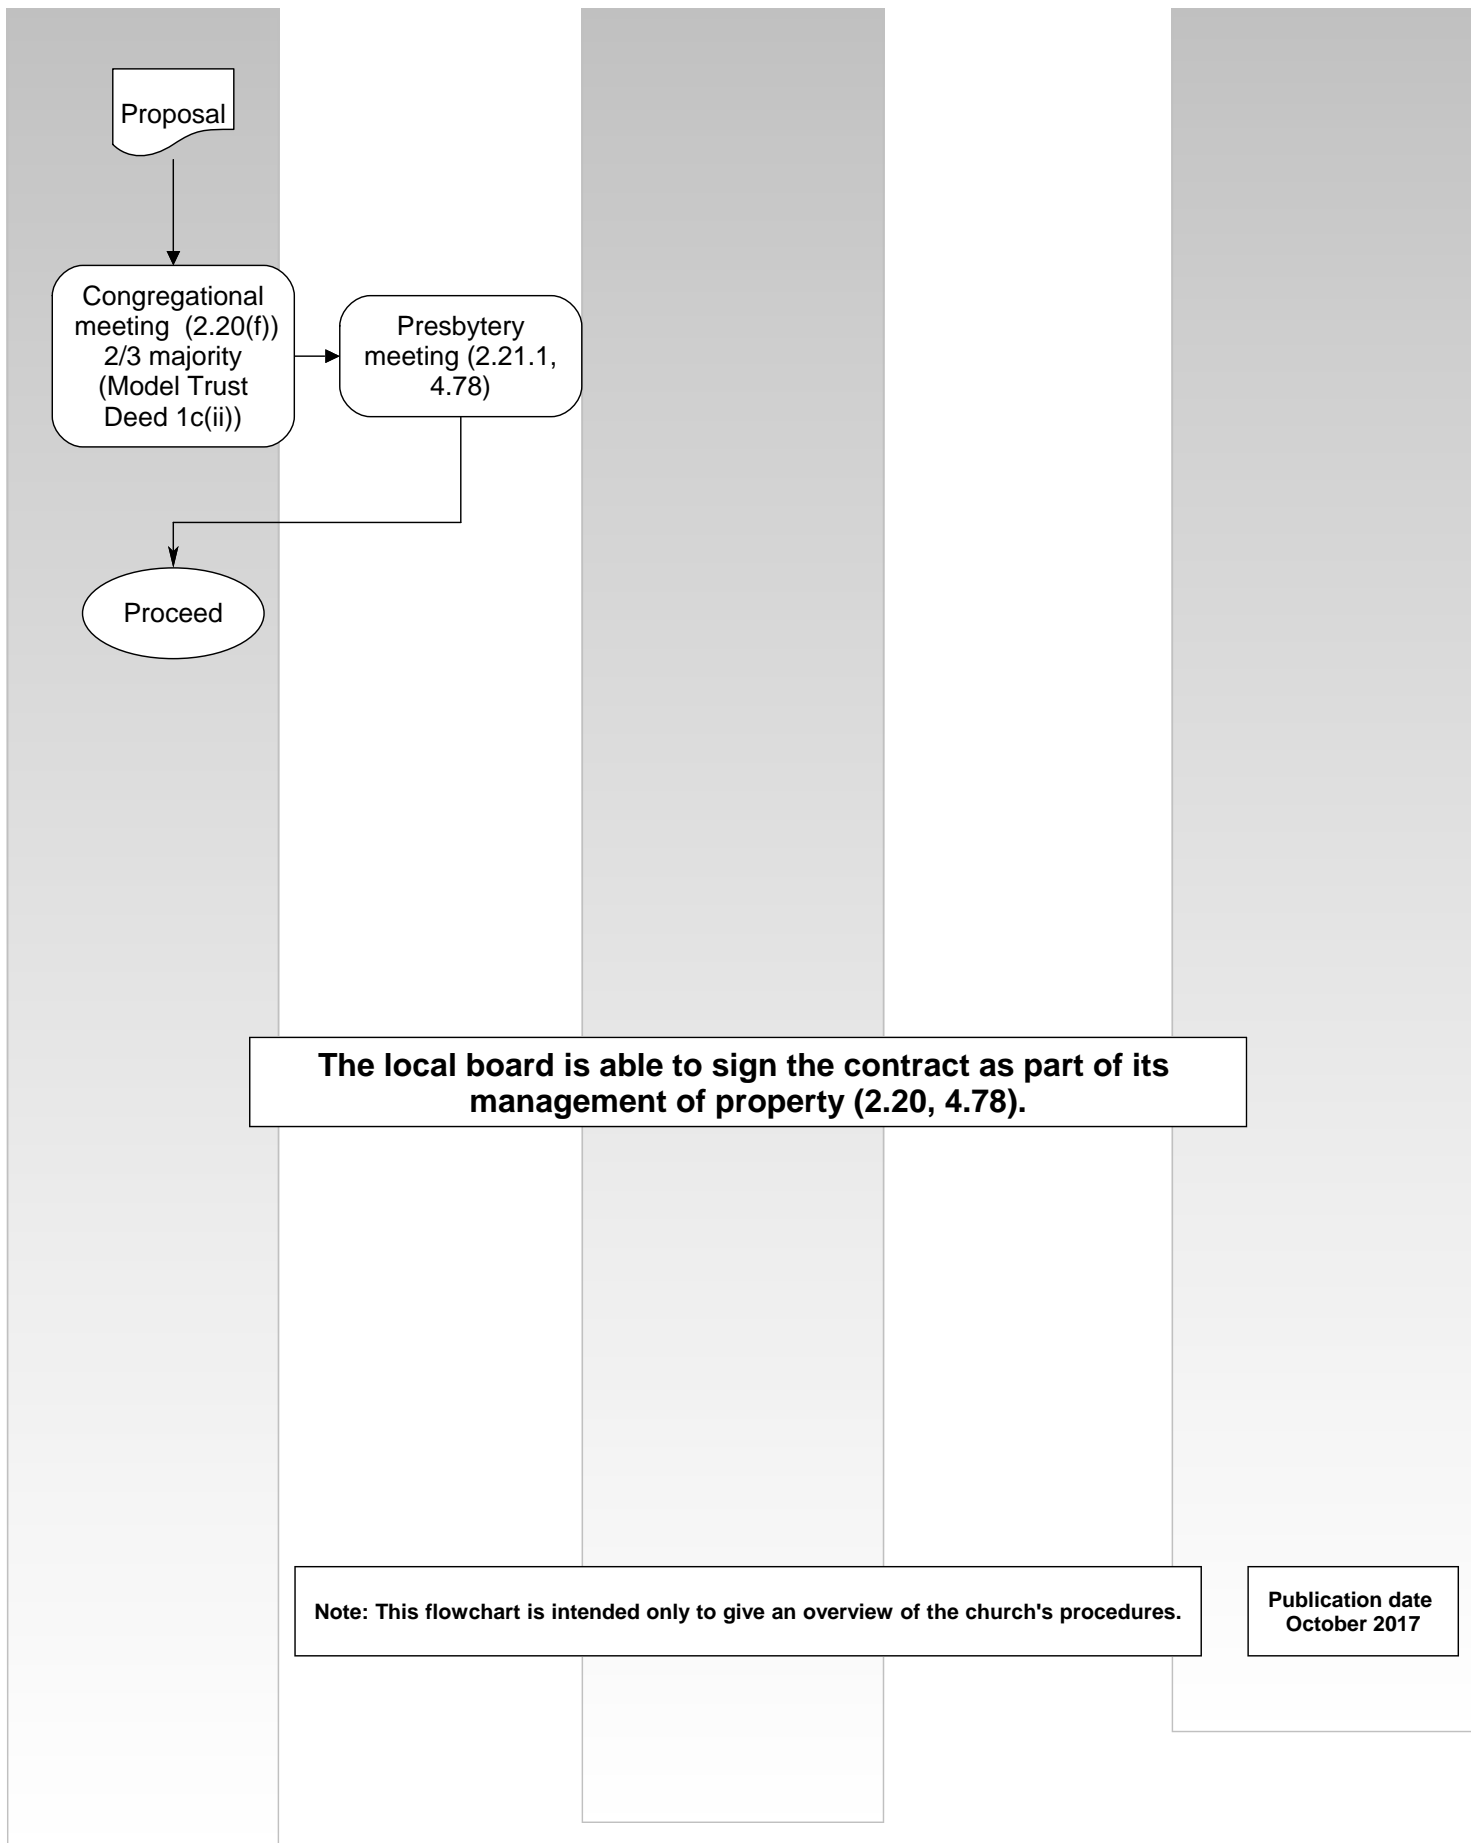 Proposal
Congregational
meeting  (2.20(f))
2/3 majority
(Model Trust
Deed 1c(ii))
Presbytery
meeting (2.21.1,
4.78)
Proceed
The local board is able to sign the contract as part of its
management of property (2.20, 4.78).
Note: This flowchart is intended only to give an overview of the church's procedures.
Publication date
October 2017